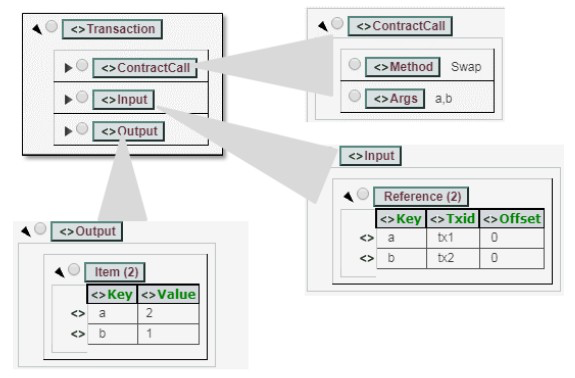 <>Transaction
<>ContractCall
<>Input
<>Output
<>ContractCall
<>Method Swap
<>Args a,b
<>Input
Reference (2)
<>Key <>Txid <>Offset
<> a tx1 0
<> b tx2 0
<>Output
Item (2)
<>Key <>Value
<> a 2
<> b 1